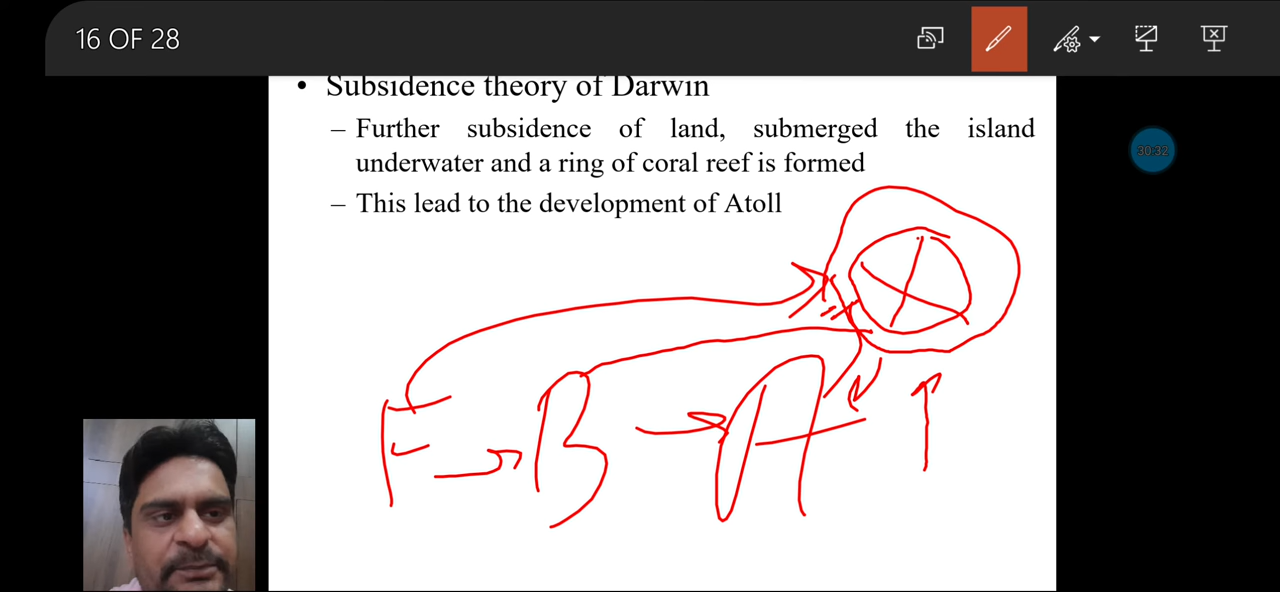 16 OF 28
• Subsidence theory of Darwin
– Further subsidence of land, submerged the island
underwater and a ring of coral reef is formed
– This lead to the development of Atoll
30:32
F → B → A